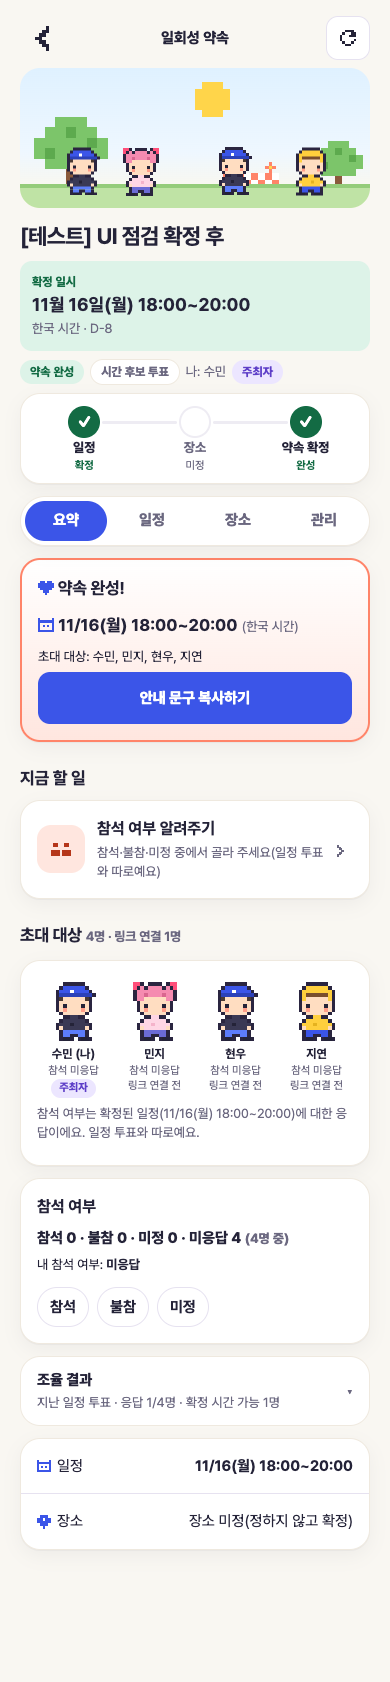 일회성 약속
[테스트] UI 점검 확정 후
확정 일시
11월 16일(월) 18:00~20:00
한국 시간 · D-8
약속 완성 시간 후보 투표 나: 수민 주최자
일정 장소 약속 확정
확정 미정 완성
요약 일정 장소 관리
약속 완성!
11/16(월) 18:00~20:00 (한국 시간)
초대 대상: 수민, 민지, 현우, 지연
안내 문구 복사하기
지금 할 일
참석 여부 알려주기
참석·불참·미정 중에서 골라 주세요(일정 투표
와 따로예요)
초대 대상 4명 · 링크 연결 1명
수민 (나) 민지 현우 지연
참석 미응답 참석 미응답 참석 미응답 참석 미응답
주최자 링크 연결 전 링크 연결 전 링크 연결 전
참석 여부는 확정된 일정(11/16(월) 18:00~20:00)에 대한 응
답이에요. 일정 투표와 따로예요.
참석 여부
참석 0 · 불참 0 · 미정 0 · 미응답 4 (4명 중)
내 참석 여부: 미응답
참석 불참 미정
조율 결과
지난 일정 투표 · 응답 1/4명 · 확정 시간 가능 1명
일정 11/16(월) 18:00~20:00
장소 장소 미정(정하지 않고 확정)